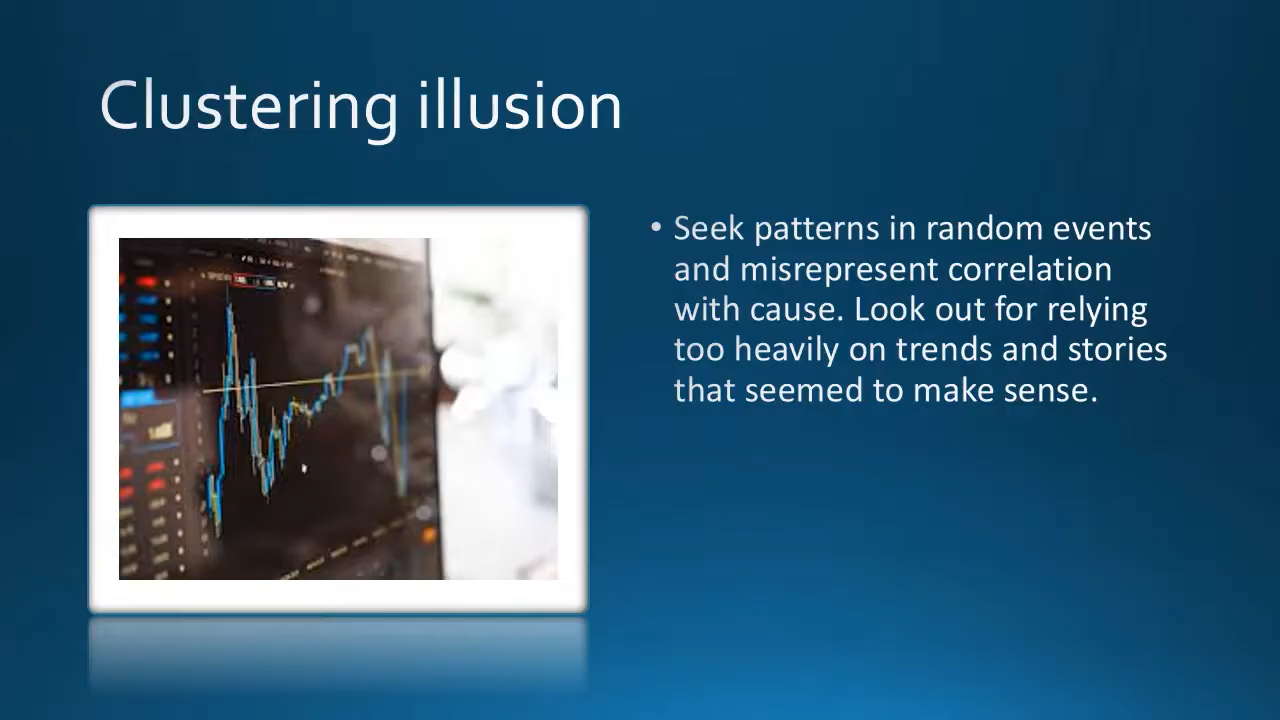 Clustering illusion
• Seek patterns in random events
and misrepresent correlation
with cause. Look out for relying
too heavily on trends and stories
that seemed to make sense.